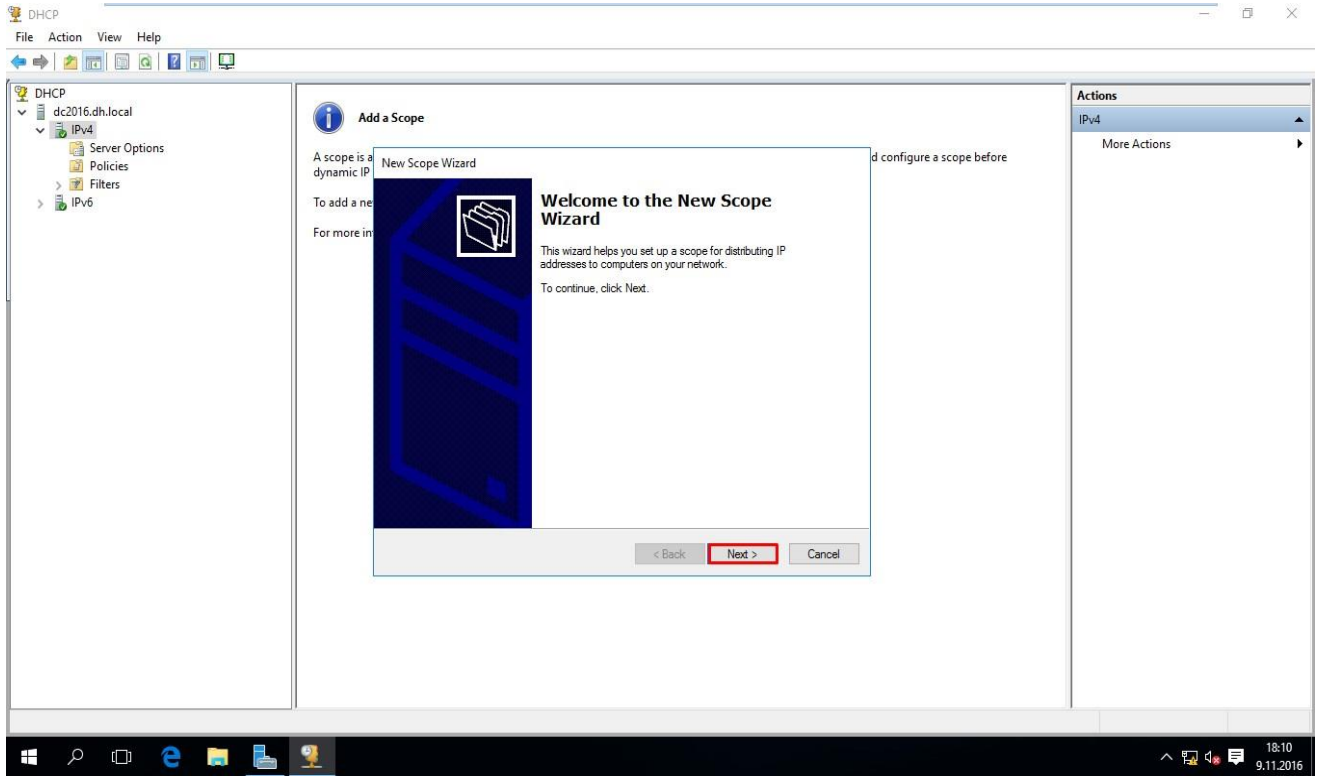 DHCP
File Action View Help
DHCP
dc2016.dh.local
IPv4
Server Options
Policies
Filters
IPv6
Add a Scope
A scope is a
d configure a scope before
dynamic IP
To add a ne
For more in
New Scope Wizard
Welcome to the New Scope
Wizard
This wizard helps you set up a scope for distributing IP
addresses to computers on your network.
To continue, click Next.
< Back Next > Cancel
Actions
IPv4
More Actions
18:10
9.11.2016